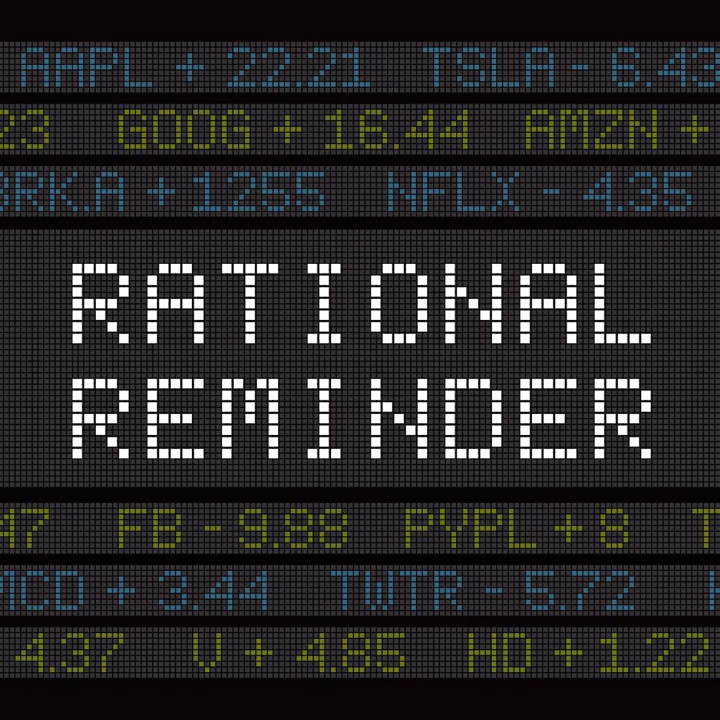 AAPL + 22.21 TSLA - 6.43
23 GOOG + 16.44 AMZN +
BRK.A + 1255 NFLX - 4.35
RATIONAL
REMINDER
47 FB - 9.88 PYPL + 8
MCD + 3.44 TWTR - 5.72
4.37 V + 4.85 HD + 1.22